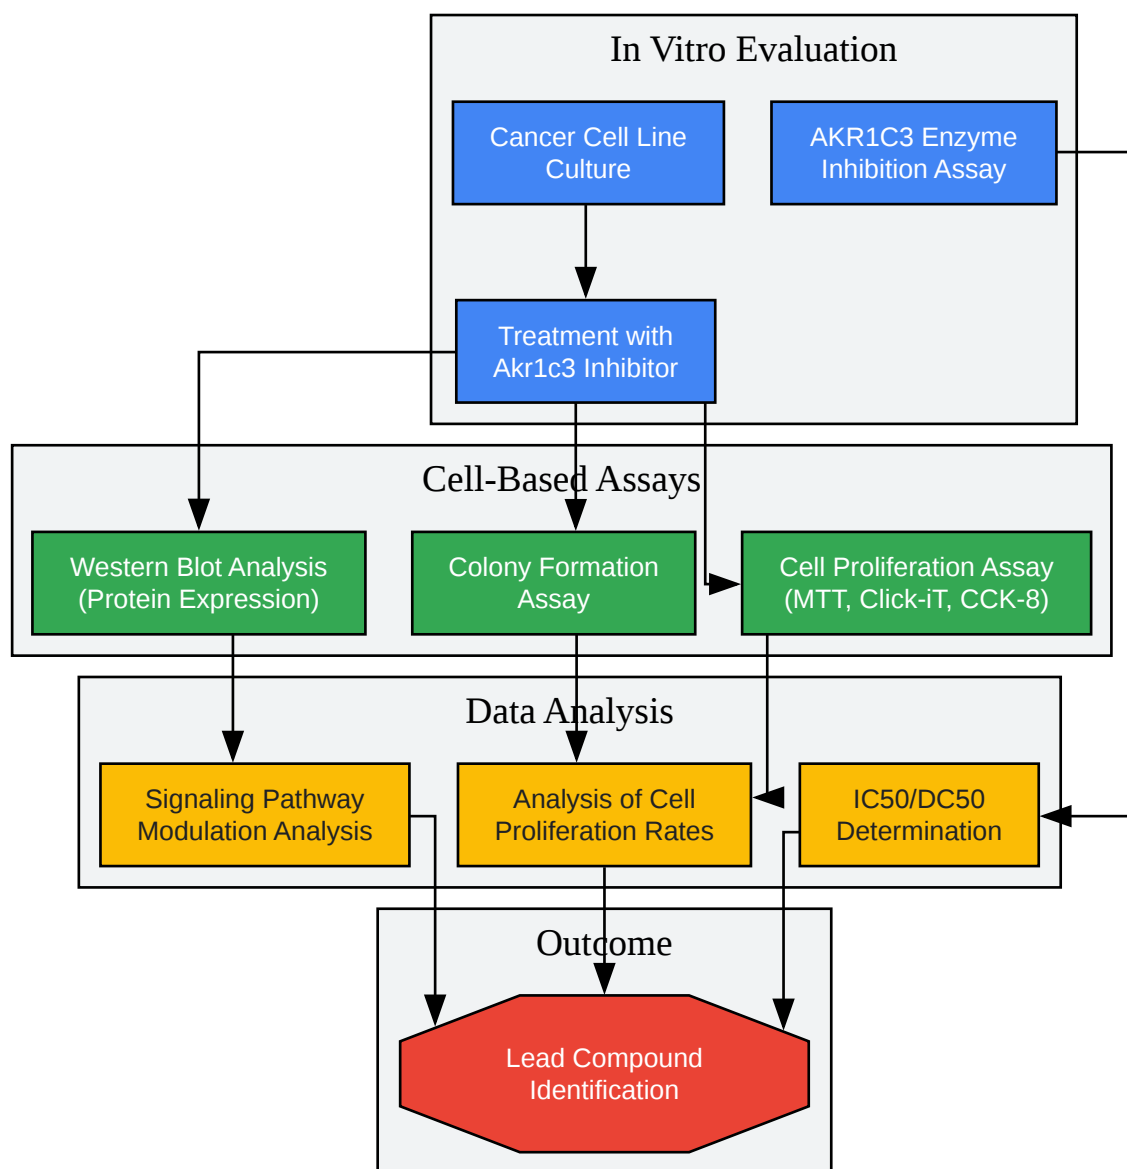 In Vitro Evaluation
Cancer Cell Line
Culture
AKR1C3 Enzyme
Inhibition Assay
Treatment with
Akr1c3 Inhibitor
Cell-Based Assays
Western Blot Analysis
(Protein Expression)
Colony Formation
Assay
Cell Proliferation Assay
(MTT, Click-iT, CCK-8)
Data Analysis
Signaling Pathway
Modulation Analysis
Analysis of Cell
Proliferation Rates
IC50/DC50
Determination
Outcome
Lead Compound
Identification